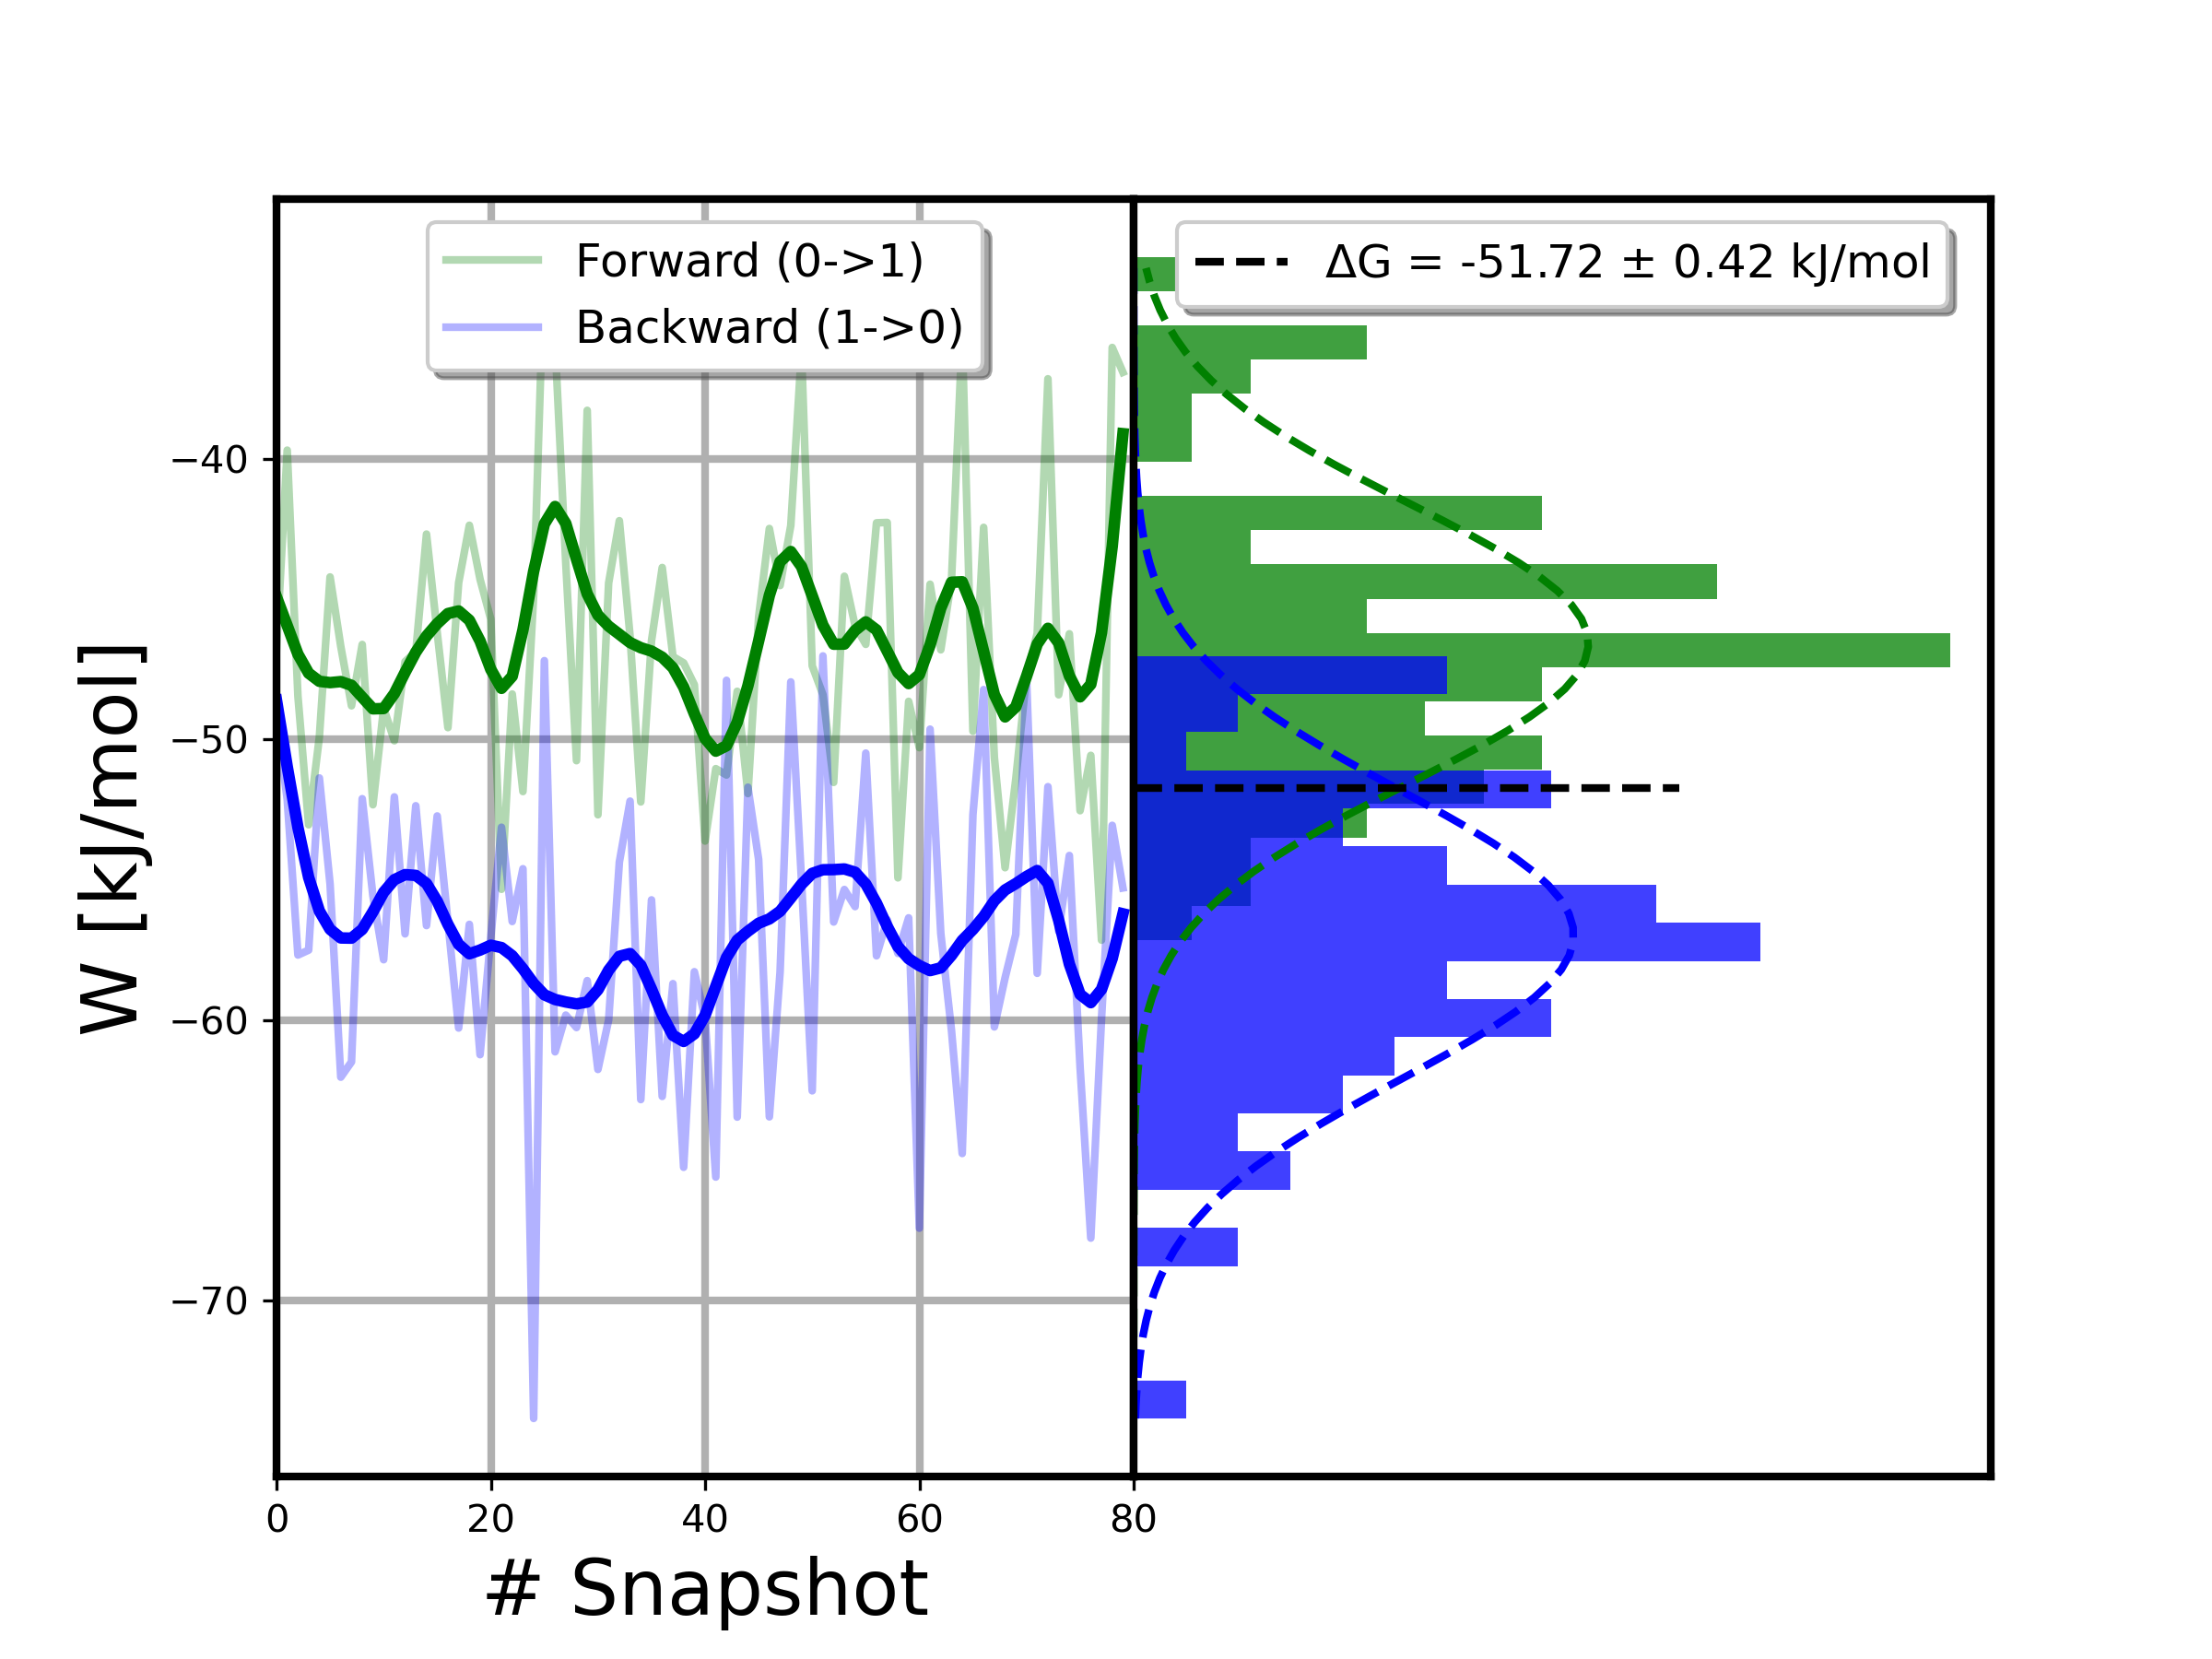 Forward (0->1)
Backward (1->0)
ΔG = -51.72 ± 0.42 kJ/mol
W [kJ/mol]
−40
−50
−60
−70
0 20 40 60 80
# Snapshot